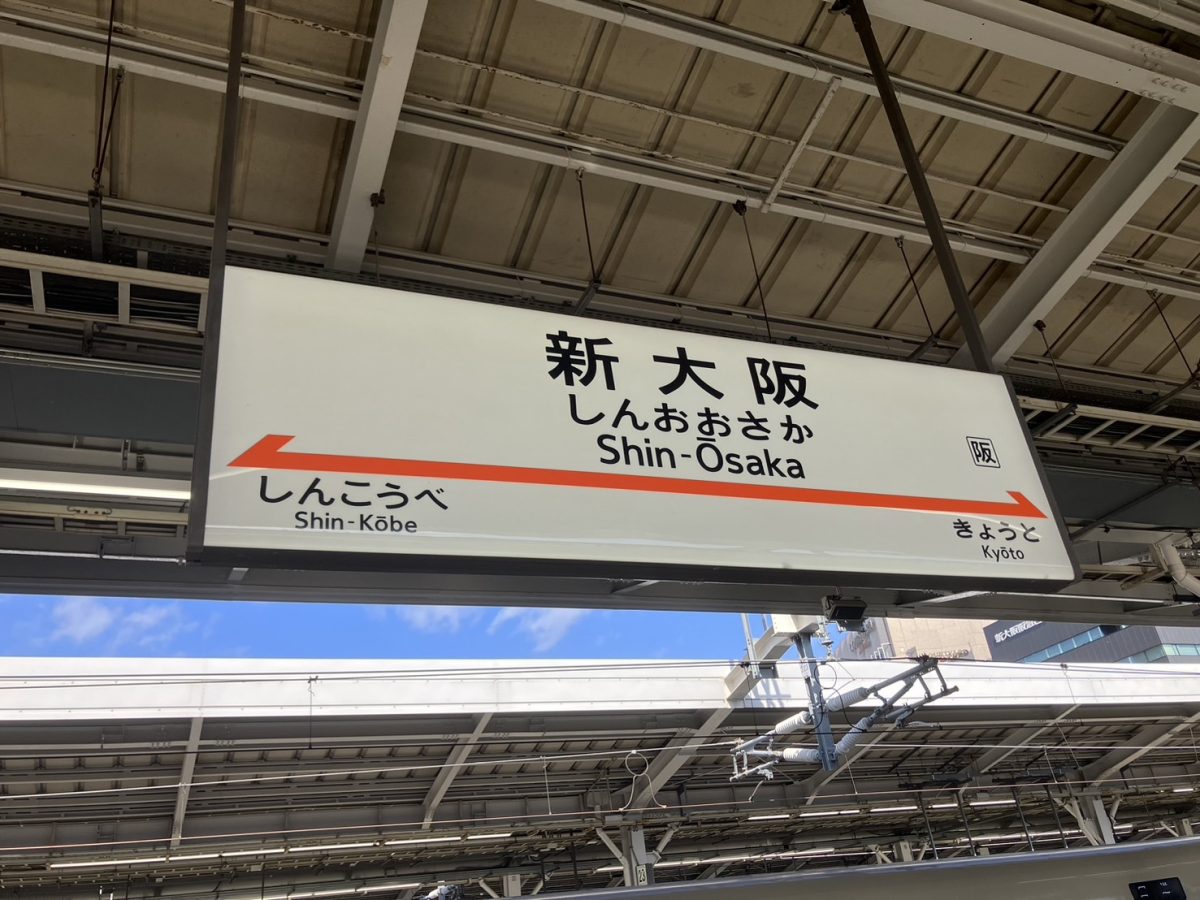 新大阪
しんおおさか
Shin-Ōsaka
阪
しんこうべ
Shin-Kōbe
きょうと
Kyōto